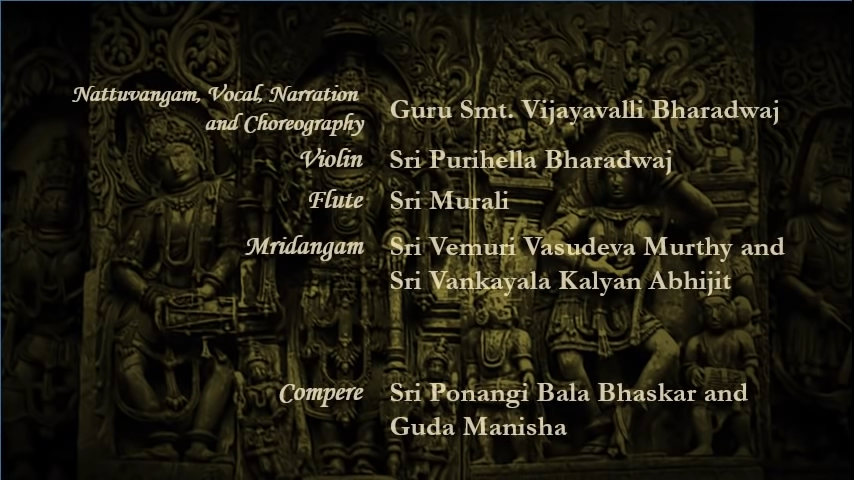 Nattuvangam, Vocal, Narration
and Choreography
Guru Smt. Vijayavalli Bharadwaj
Violin Sri Purihella Bharadwaj
Flute Sri Murali
Mridangam Sri Vemuri Vasudeva Murthy and
Sri Vankayala Kalyan Abhijit
Compere Sri Ponangi Bala Bhaskar and
Guda Manisha